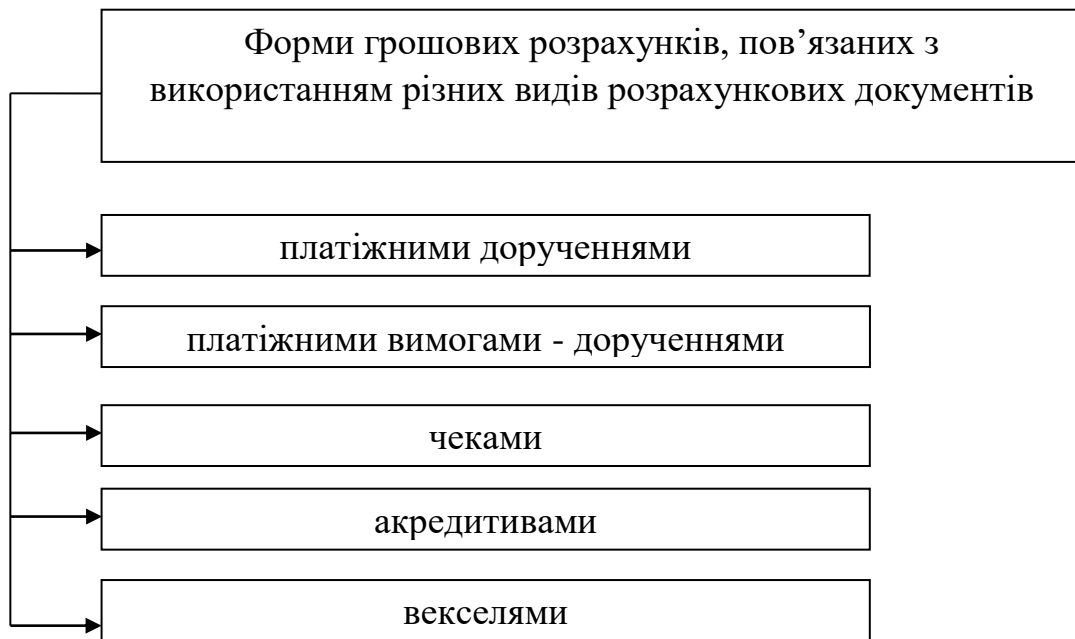 Форми грошових розрахунків, пов’язаних з
використанням різних видів розрахункових документів
платіжними дорученнями
платіжними вимогами - дорученнями
чеками
акредитивами
векселями